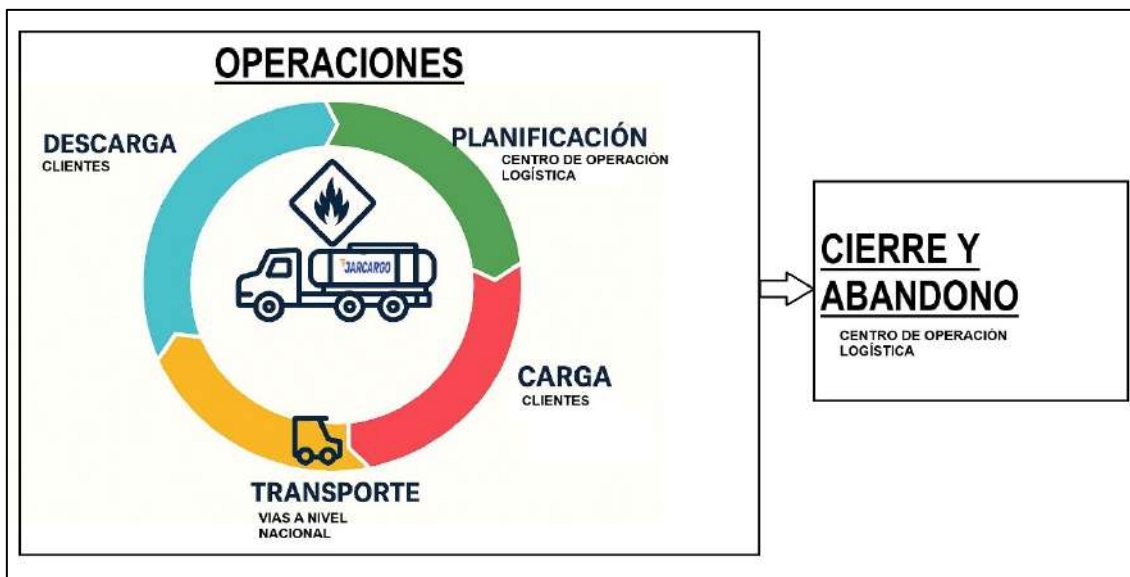 OPERACIONES
DESCARGA
CLIENTES
PLANIFICACIÓN
CENTRO DE OPERACIÓN
LOGÍSTICA
JARCARGO
CARGA
CLIENTES
TRANSPORTE
VIAS A NIVEL
NACIONAL
CIERRE Y
ABANDONO
CENTRO DE OPERACIÓN
LOGÍSTICA